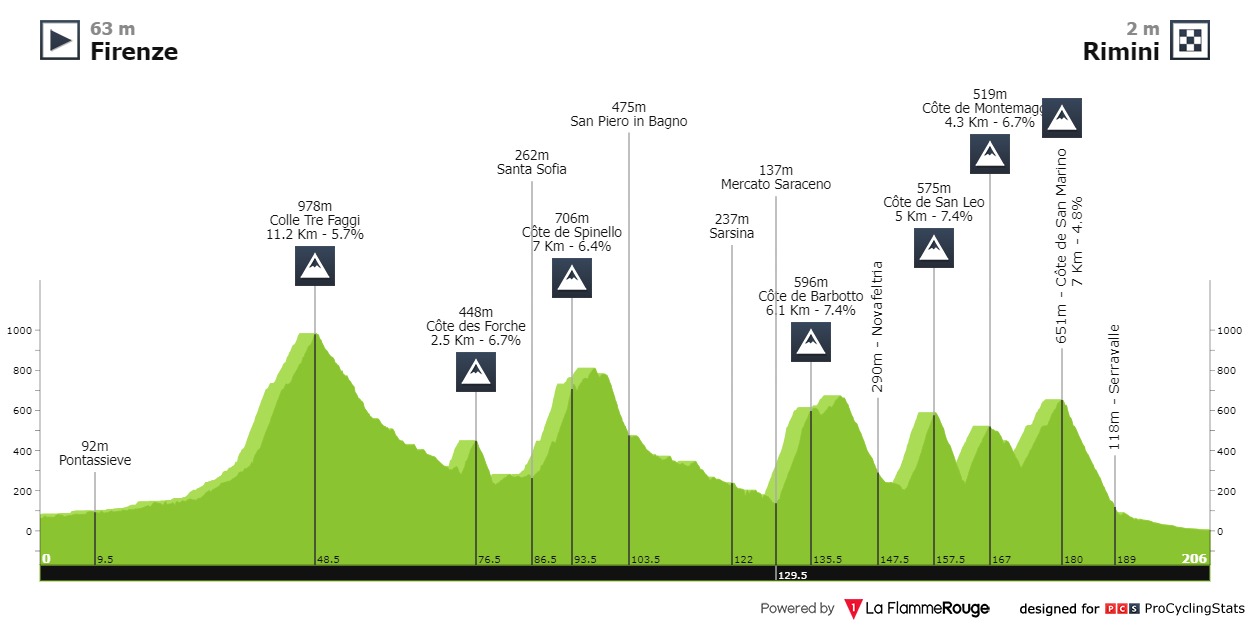 63 m
Firenze
2 m
Rimini
92m
Pontassieve
978m
Colle Tre Faggi
11.2 Km - 5.7%
448m
Côte des Forche
2.5 Km - 6.7%
262m
Santa Sofia
706m
Côte de Spinello
7 Km - 6.4%
475m
San Piero in Bagno
237m
Sarsina
137m
Mercato Saraceno
596m
Côte de Barbotto
6.1 Km - 7.4%
290m - Novafeltria
575m
Côte de San Leo
5 Km - 7.4%
519m
Côte de Montemagg
4.3 Km - 6.7%
651m - Côte de San Marino
7 Km - 4.8%
118m - Serravalle
1000
800
600
400
200
0
1000
800
600
400
200
0
0 9.5 48.5 76.5 86.5 93.5 103.5 122 135.5 147.5 157.5 167 180 189 206
129.5
Powered by La FlammeRouge designed for PCS ProCyclingStats